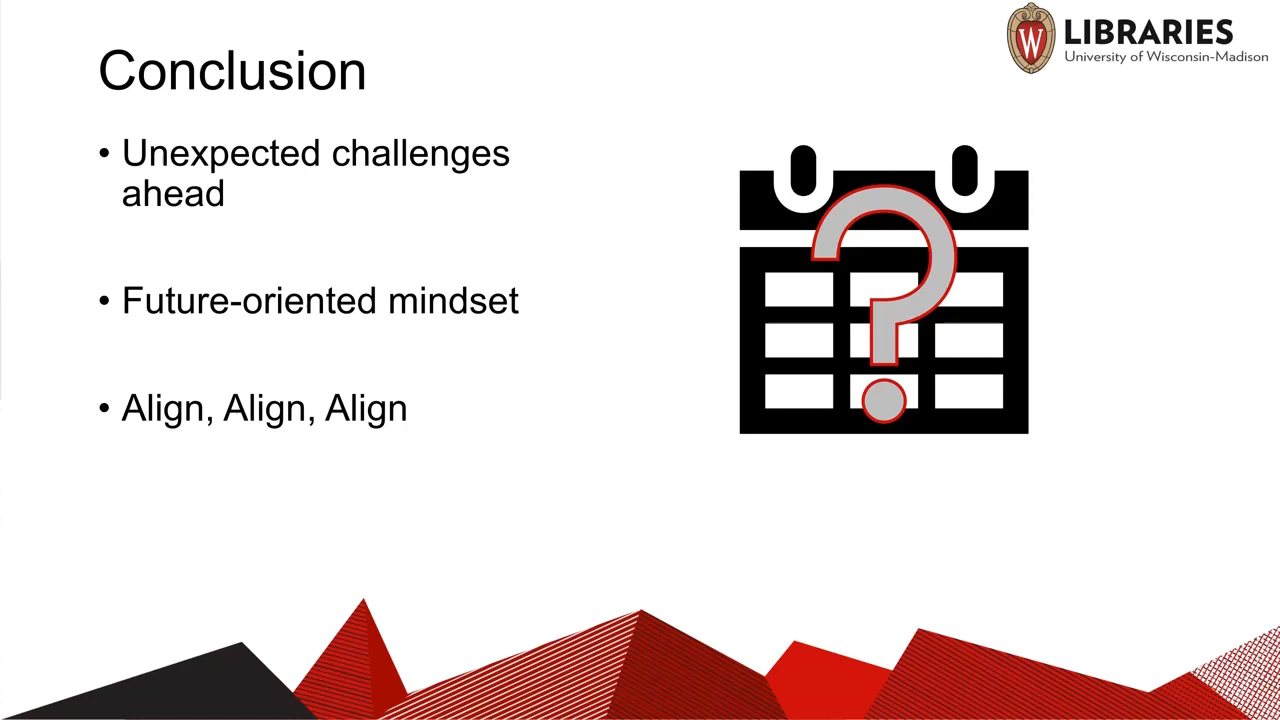 W
LIBRARIES
University of Wisconsin-Madison
Conclusion
• Unexpected challenges
ahead
• Future-oriented mindset
• Align, Align, Align
?